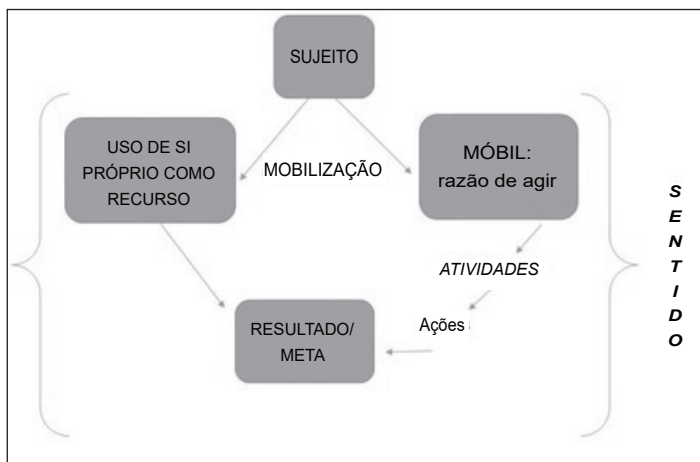 SUJEITO
USO DE SI
PRÓPRIO COMO
RECURSO
MOBILIZAÇÃO
MÓBIL:
razão de agir
ATIVIDADES
Ações
RESULTADO/
META
S
E
N
T
I
D
O